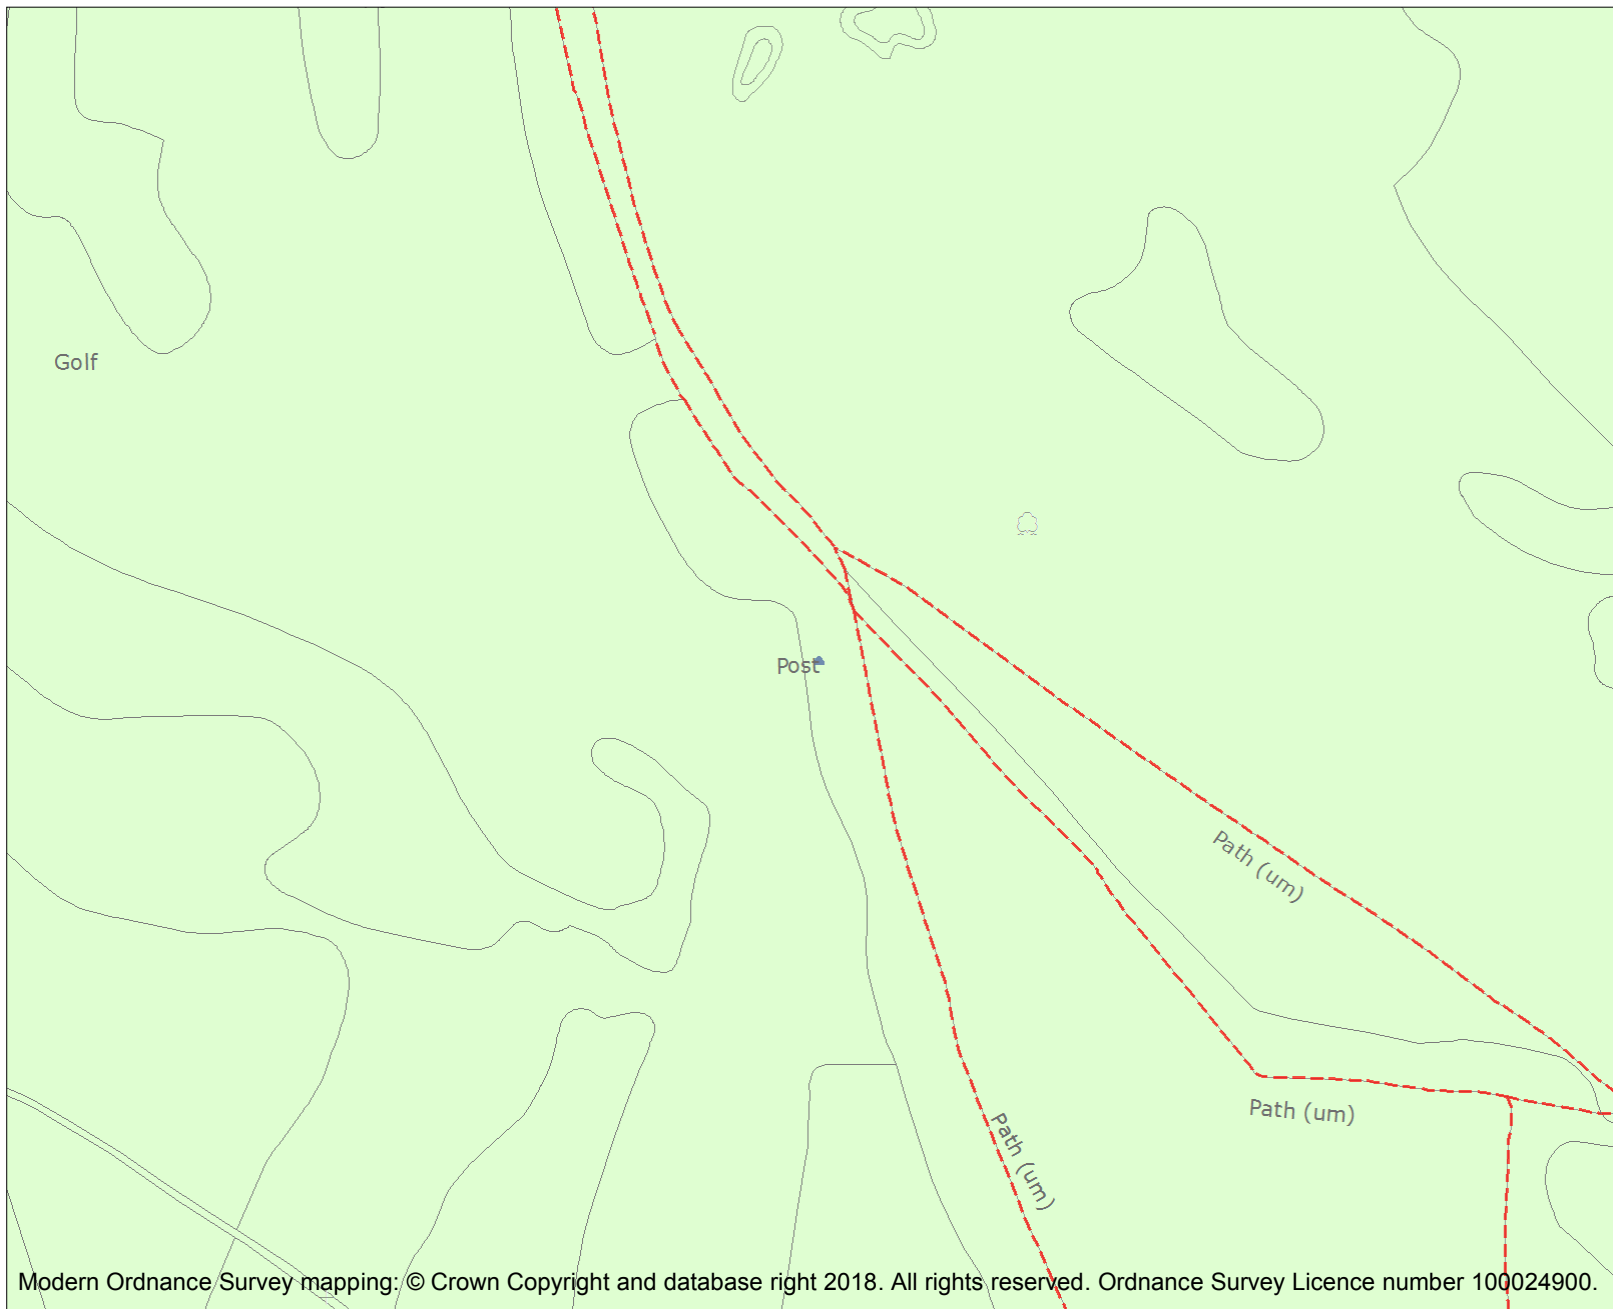 Golf
Post
Path (um)
Path (um)
Path (um)
Modern Ordnance Survey mapping: © Crown Copyright and database right 2018. All rights reserved. Ordnance Survey Licence number 100024900.